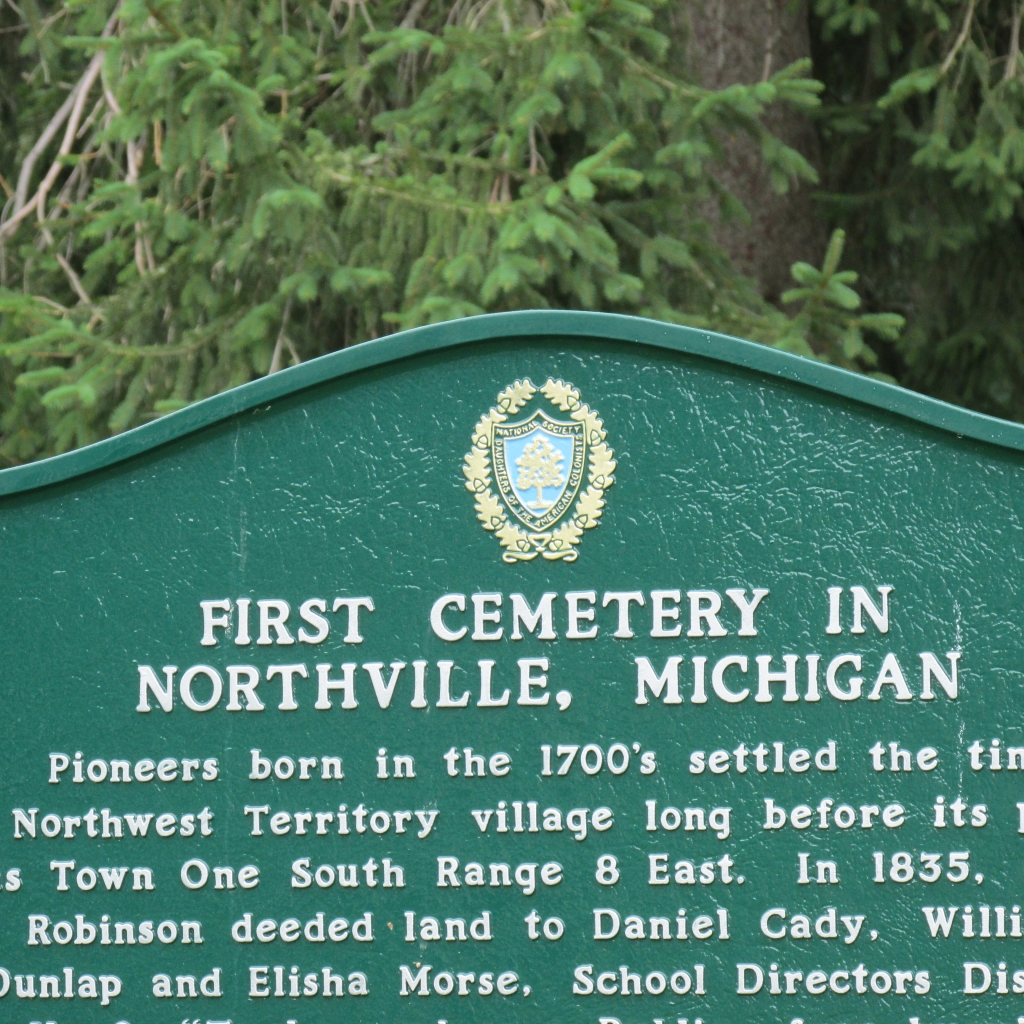 NATIONAL SOCIETY
DAUGHTERS OF THE AMERICAN COLONISTS
FIRST CEMETERY IN
NORTHVILLE, MICHIGAN
Pioneers born in the 1700's settled the
Northwest Territory village long before its
Town One South Range 8 East. In 1835,
Robinson deeded land to Daniel Cady,
Dunlap and Elisha Morse, School Directors